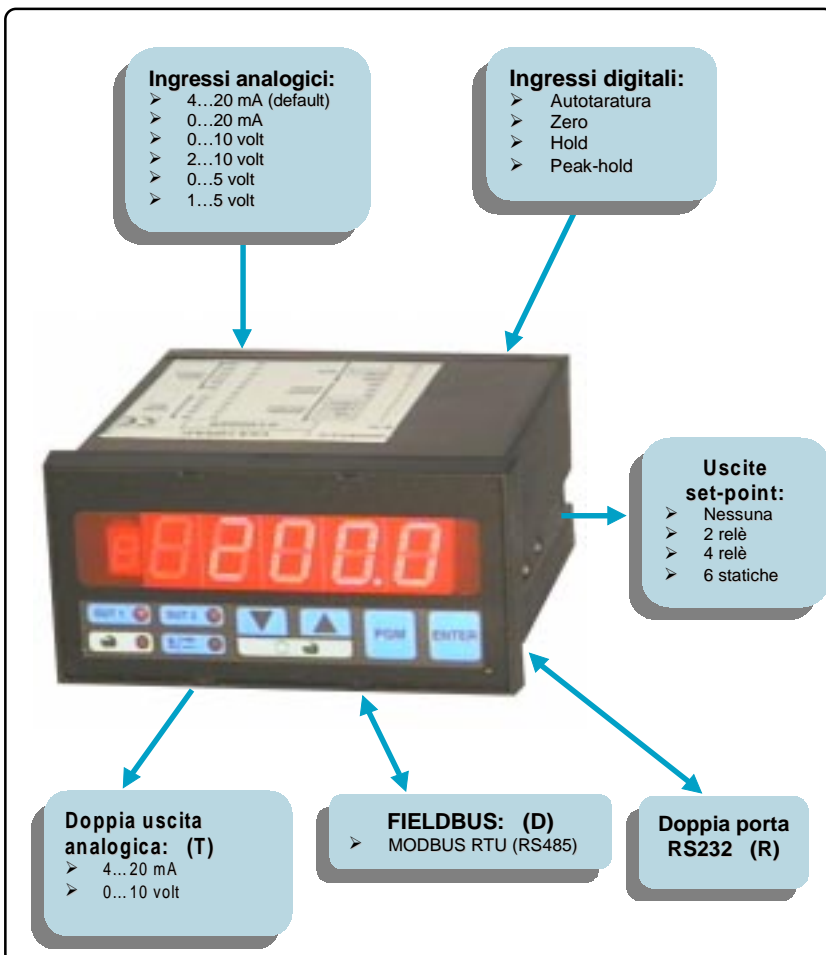 Ingressi analogici:
➢ 4…20 mA (default)
➢ 0…20 mA
➢ 0…10 volt
➢ 2…10 volt
➢ 0…5 volt
➢ 1…5 volt
Ingressi digitali:
➢ Autotaratura
➢ Zero
➢ Hold
➢ Peak-hold
Uscite
set-point:
➢ Nessuna
➢ 2 relè
➢ 4 relè
➢ 6 statiche
200.0
OUT 1 OUT 2
PGM ENTER
Doppia uscita
analogica: (T)
➢ 4…20 mA
➢ 0…10 volt
FIELDBUS: (D)
➢ MODBUS RTU (RS485)
Doppia porta
RS232 (R)